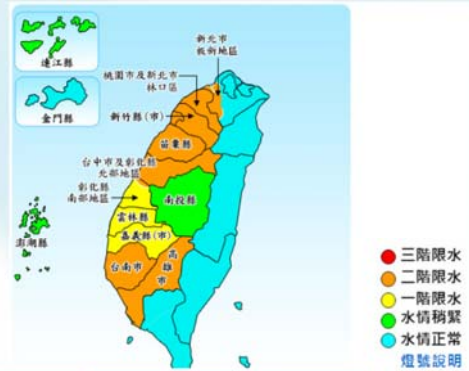 連江縣
金門縣
澎湖縣
新北市
板新地區
桃園市及新北市
林口區
新竹縣(市)
苗栗縣
台中市及彰化縣
北部地區
彰化縣
南部地區
南投縣
雲林縣
嘉義縣(市)
台南市
高雄市
三階限水
二階限水
一階限水
水情稍緊
水情正常
燈號說明